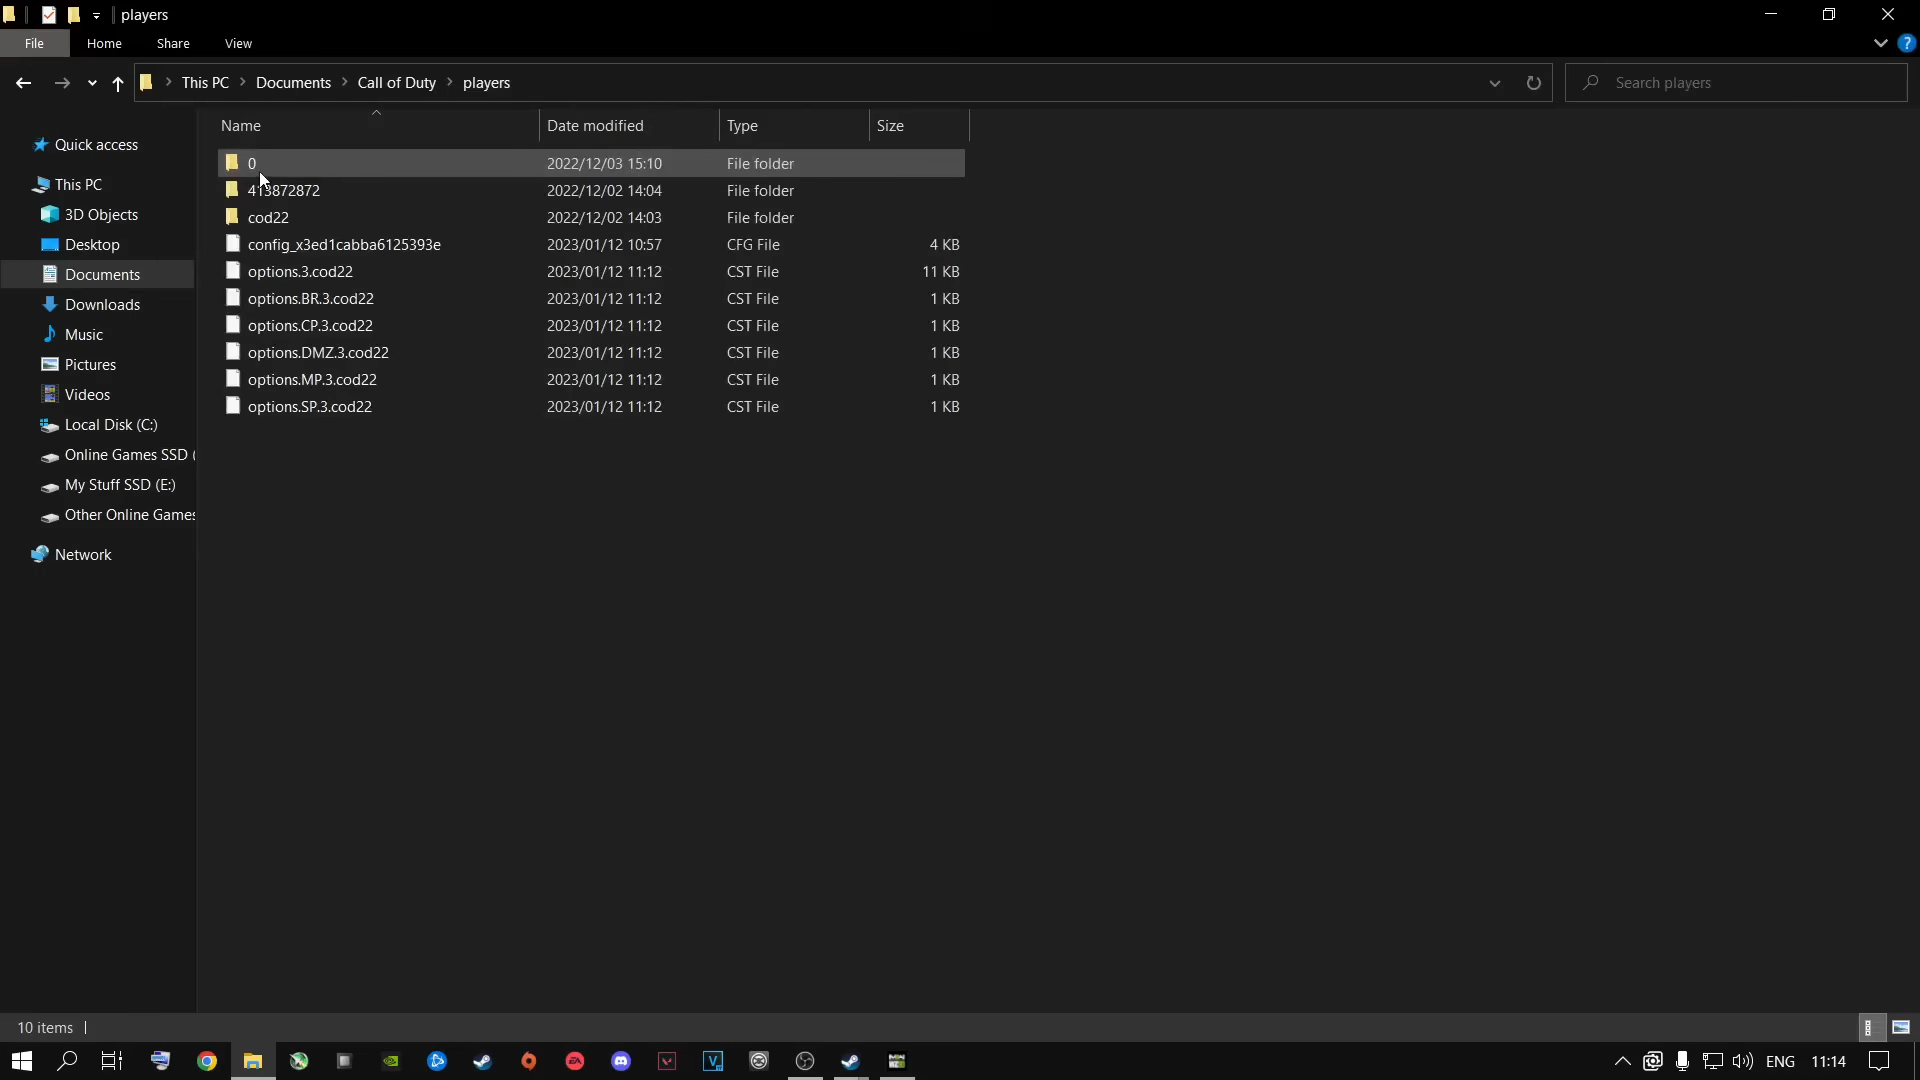 players
File Home Share View
This PC Documents Call of Duty players
Search players
Name Date modified Type Size
Quick access
This PC
3D Objects
Desktop
Documents
Downloads
Music
Pictures
Videos
Local Disk (C:)
Online Games SSD (
My Stuff SSD (E:)
Other Online Games
Network
0 2022/12/03 15:10 File folder
413872872 2022/12/02 14:04 File folder
cod22 2022/12/02 14:03 File folder
config_x3ed1cabba6125393e 2023/01/12 10:57 CFG File 4 KB
options.3.cod22 2023/01/12 11:12 CST File 11 KB
options.BR.3.cod22 2023/01/12 11:12 CST File 1 KB
options.CP.3.cod22 2023/01/12 11:12 CST File 1 KB
options.DMZ.3.cod22 2023/01/12 11:12 CST File 1 KB
options.MP.3.cod22 2023/01/12 11:12 CST File 1 KB
options.SP.3.cod22 2023/01/12 11:12 CST File 1 KB
10 items
ENG 11:14